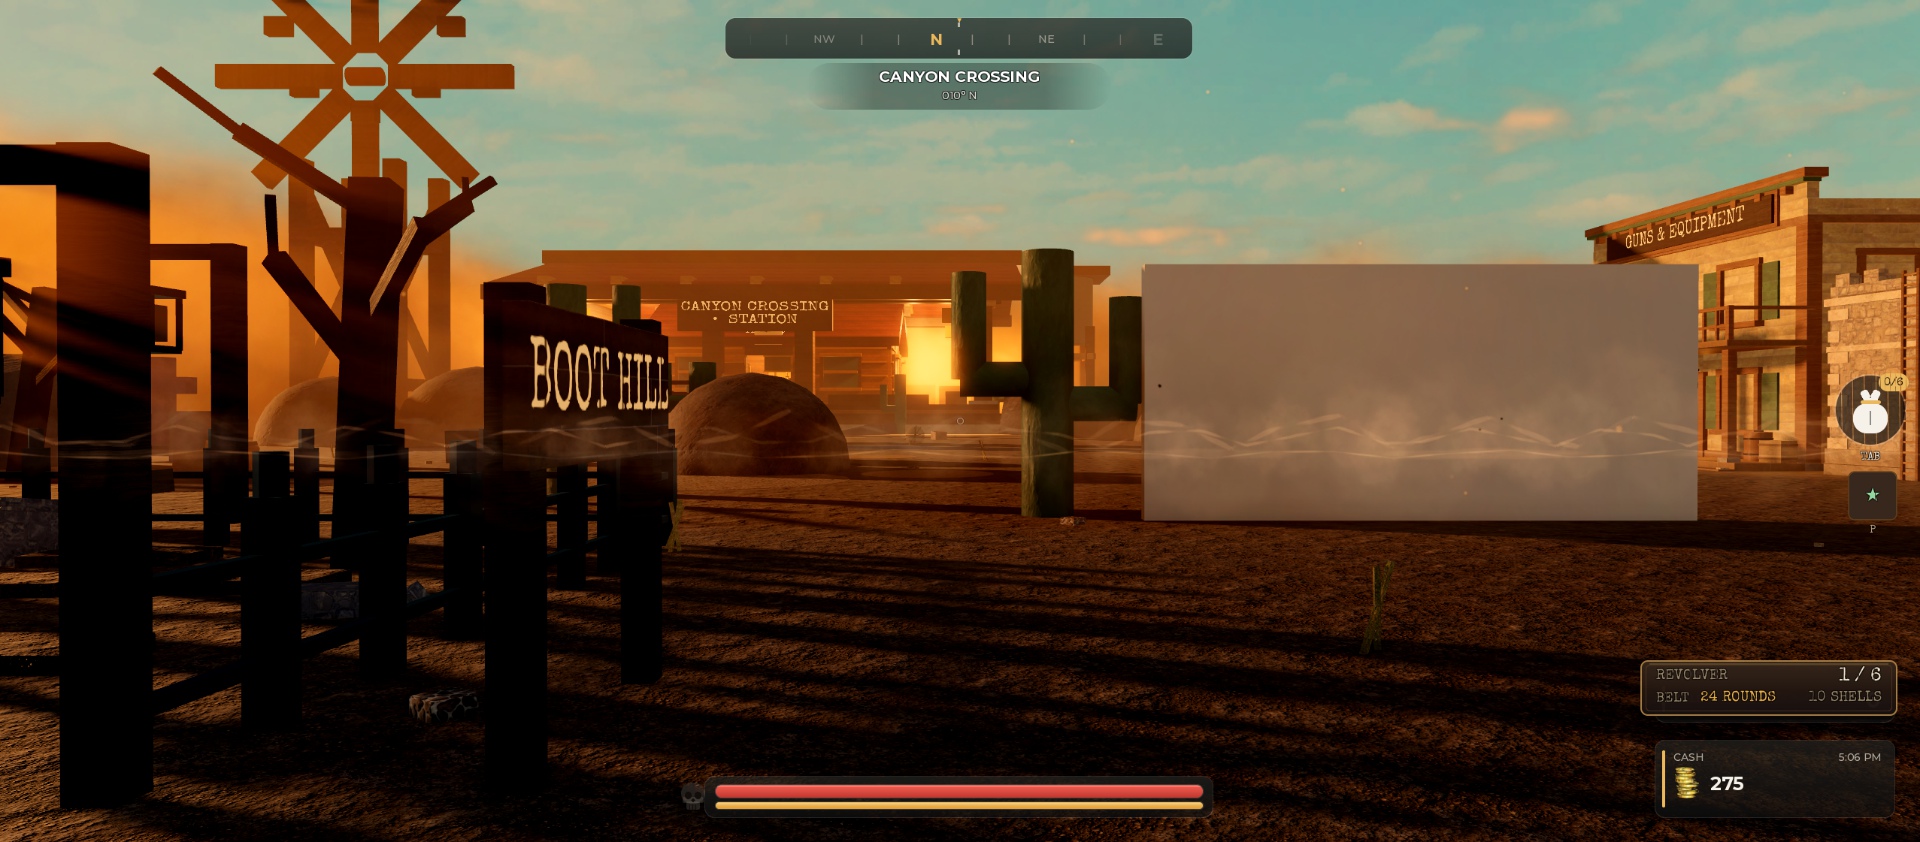 NW
N
NE
E
CANYON CROSSING
010° N
GUNS & EQUIPMENT
CANYON CROSSING
• STATION
BOOT HILL
0/6
TAB
P
REVOLVER 1/6
BELT 24 ROUNDS 10 SHELLS
CASH 5:06 PM
275